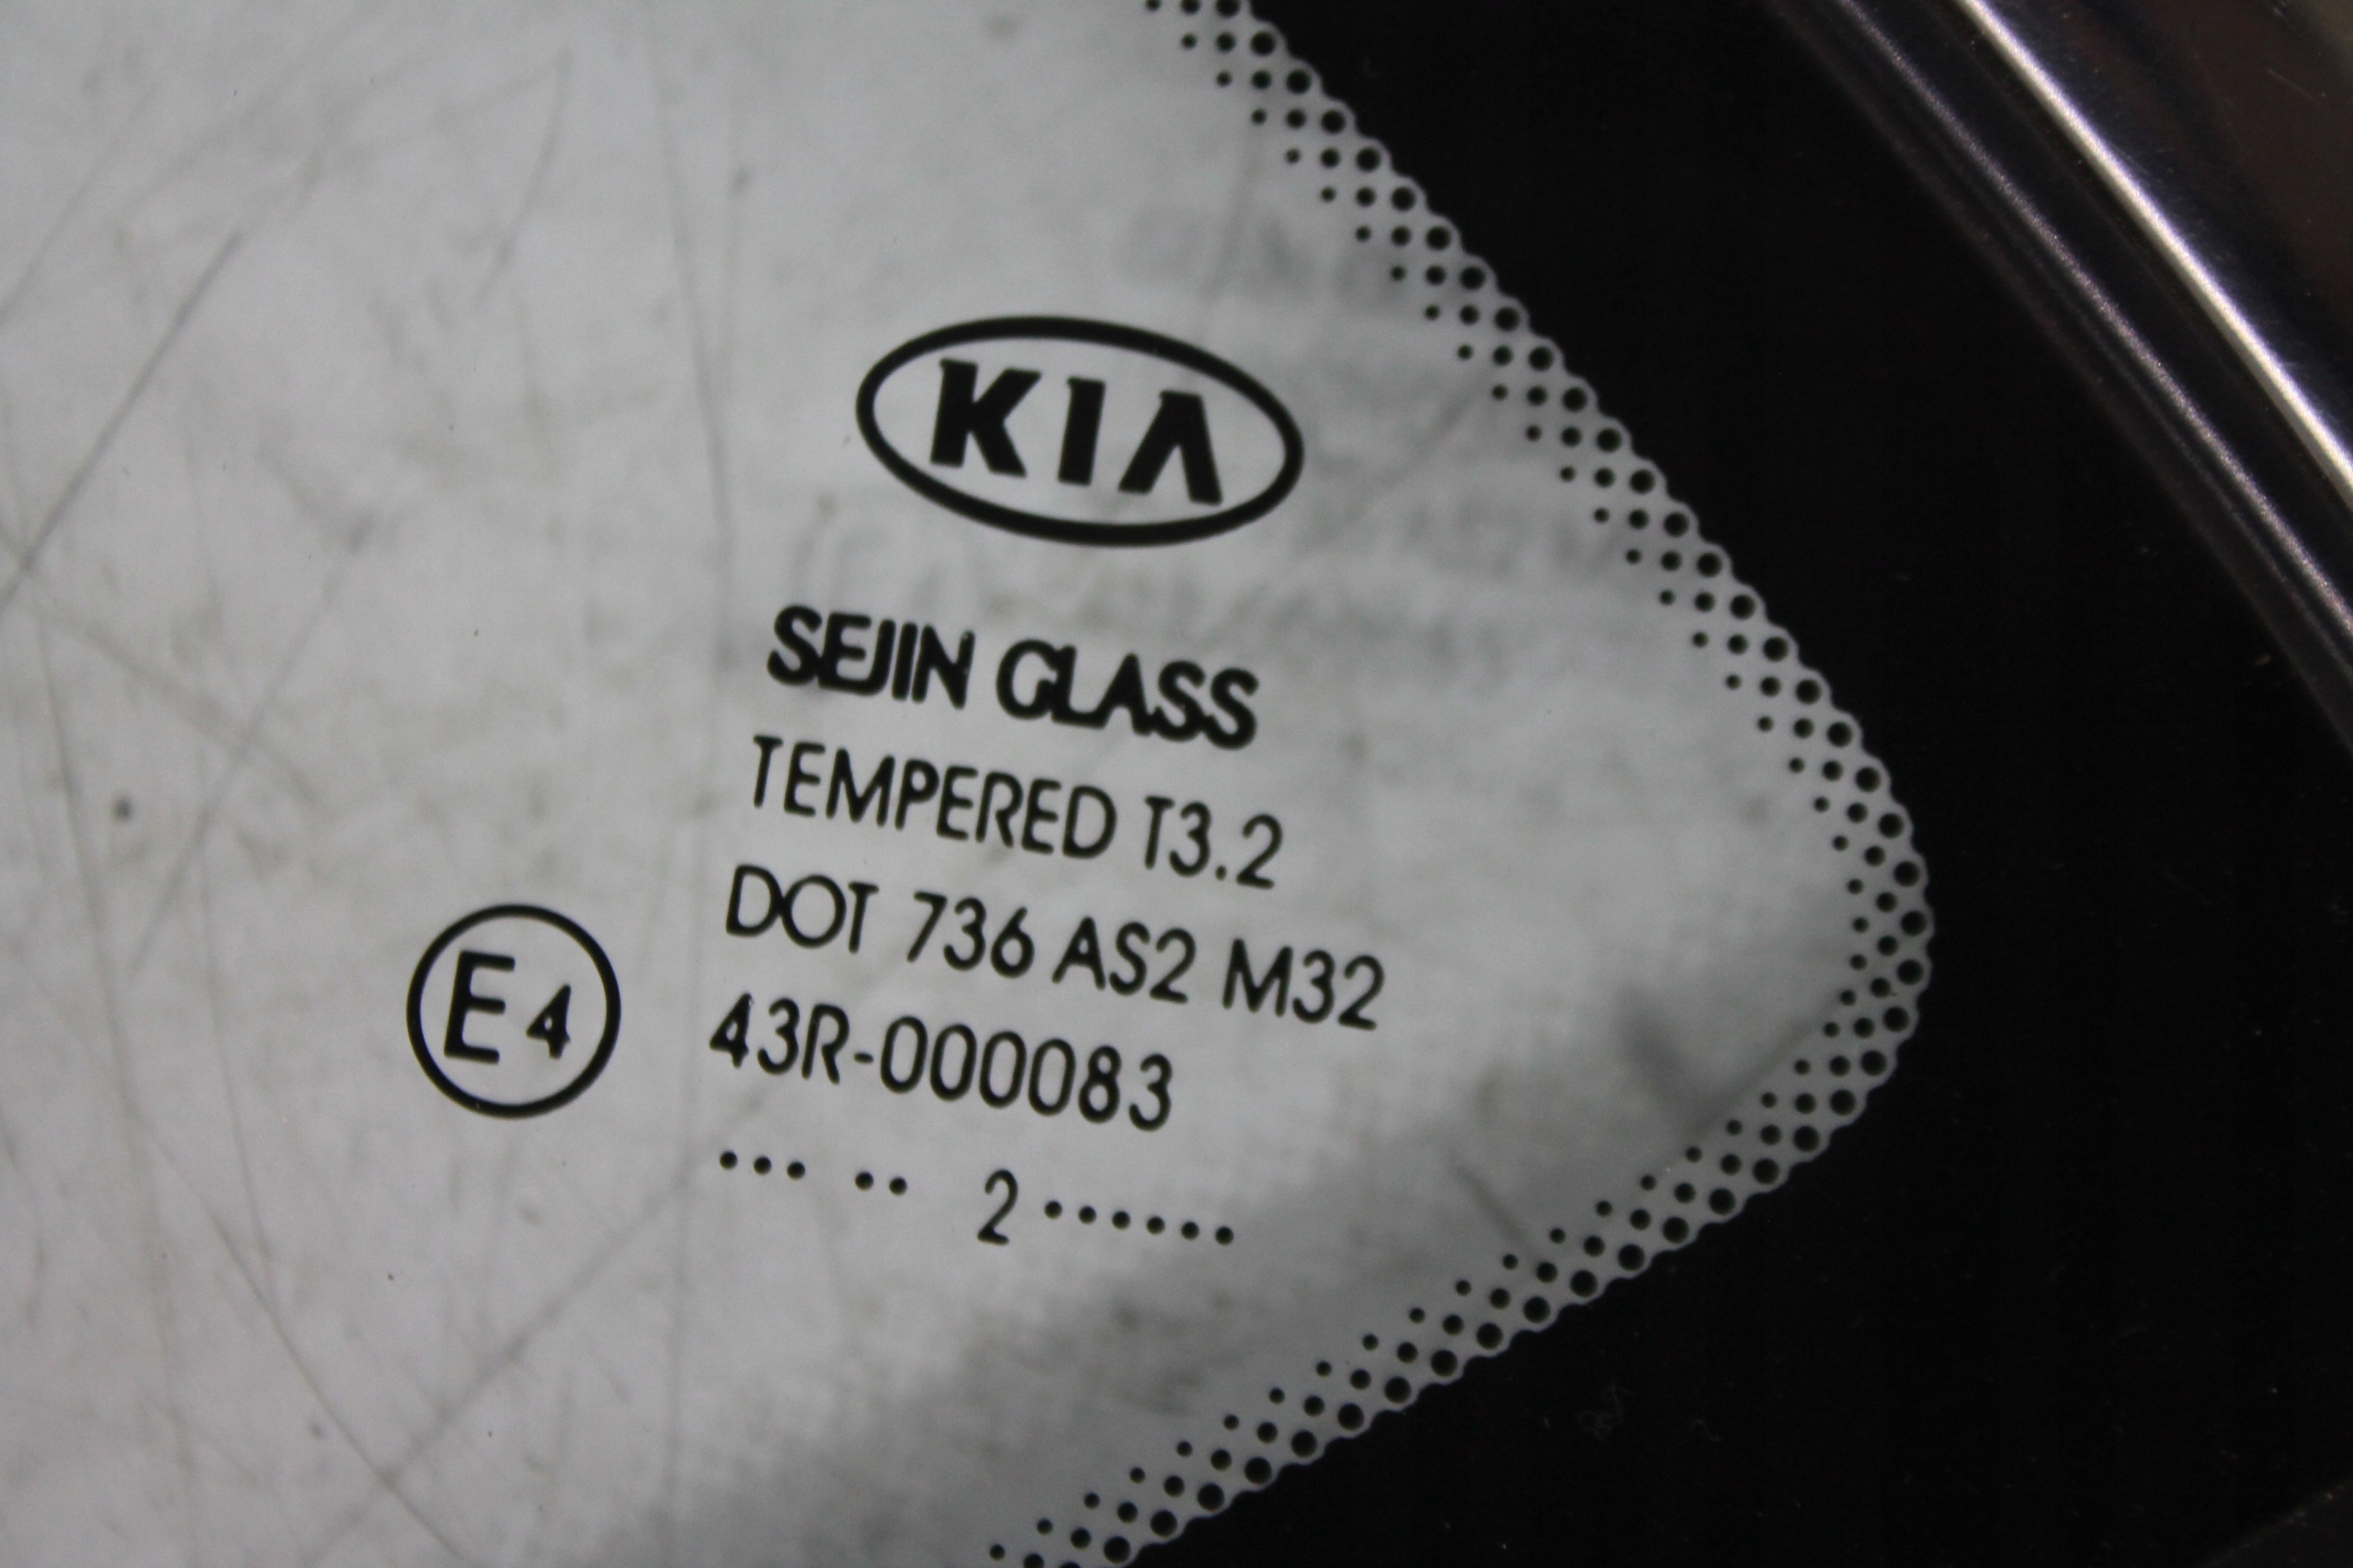 KIA
SEJIN GLASS
TEMPERED T3.2
DOT 736 AS2 M32
E4
43R-000083
... .. 2......